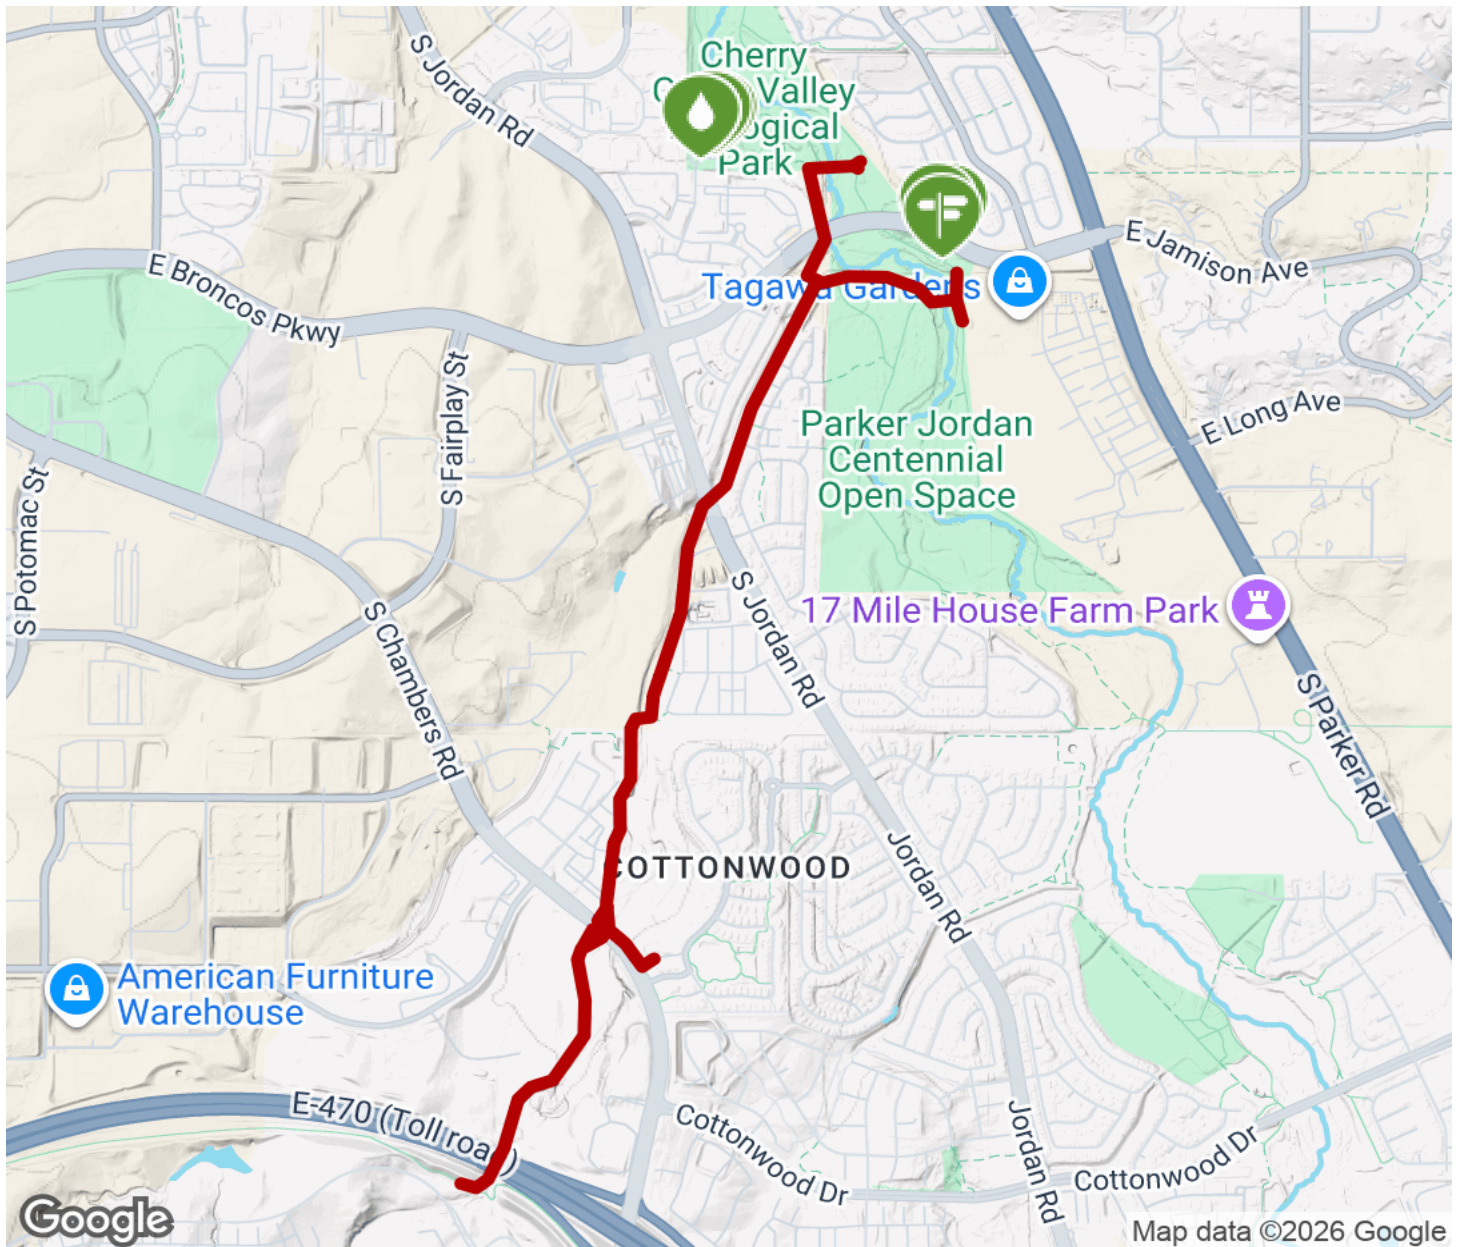 S Jordan Rd
Cherry
Valley
Park
E Broncos Pkwy
E Jamison Ave
Tagawa Gardens
S Fairplay St
E Long Ave
Parker Jordan
Centennial
Open Space
S Potomac St
S Chambers Rd
S Jordan Rd
17 Mile House Farm Park
S Parker Rd
COTTONWOOD
Jordan Rd
American Furniture
Warehouse
E-470 (Toll road)
Cottonwood Dr
Jordan Rd
Cottonwood Dr
Google
Map data ©2026 Google